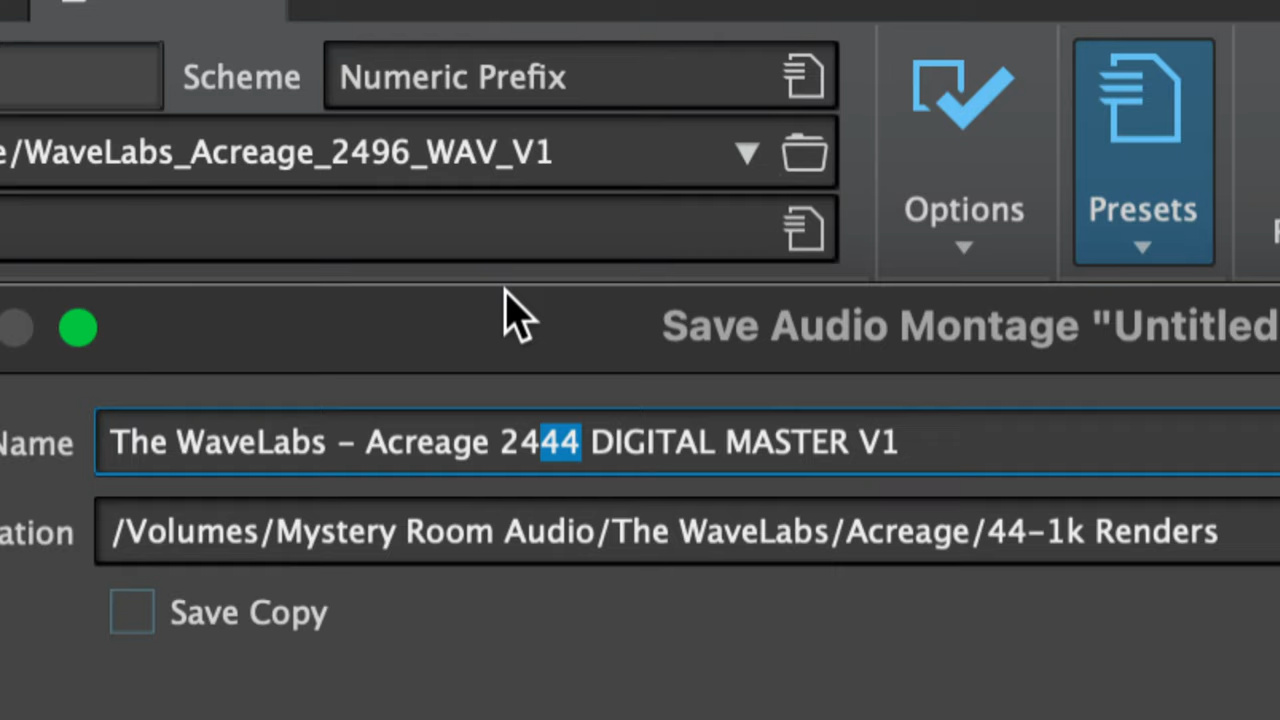 Scheme Numeric Prefix
e/WaveLabs_Acreage_2496_WAV_V1
Options
Presets
Save Audio Montage "Untitled
Name The WaveLabs – Acreage 2444 DIGITAL MASTER V1
ation /Volumes/Mystery Room Audio/The WaveLabs/Acreage/44-1k Renders
Save Copy